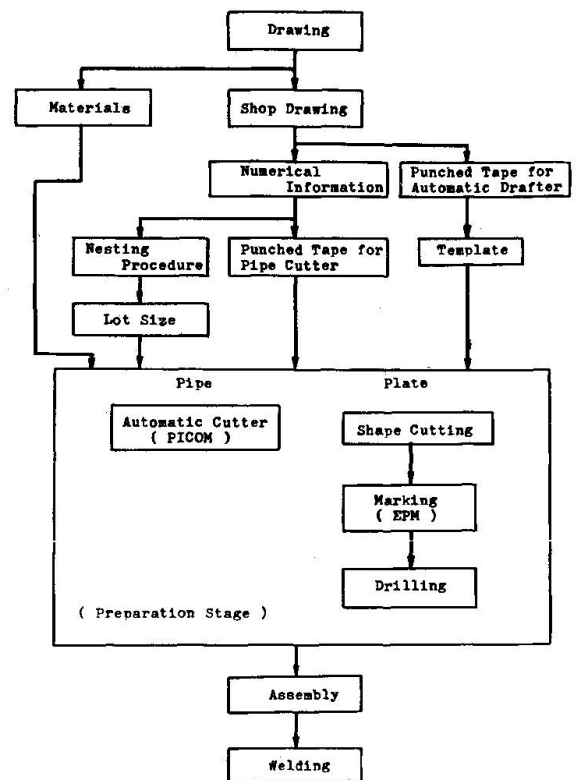 Drawing
Materials
Shop Drawing
Numerical
Information
Punched Tape for
Automatic Drafter
Nesting
Procedure
Punched Tape for
Pipe Cutter
Template
Lot Size
Pipe
Plate
Automatic Cutter
( PICOM )
Shape Cutting
Marking
( EPM )
Drilling
( Preparation Stage )
Assembly
Welding